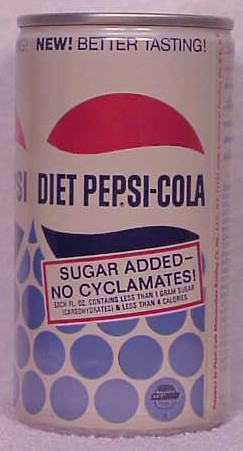 NEW! BETTER TASTING!
SI DIET PEPSI-COLA
SUGAR ADDED—
NO CYCLAMATES!
EACH FL. OZ. CONTAINS LESS THAN 1 GRAM SUGAR
(CARBOHYDRATES) & LESS THAN 4 CALORIES